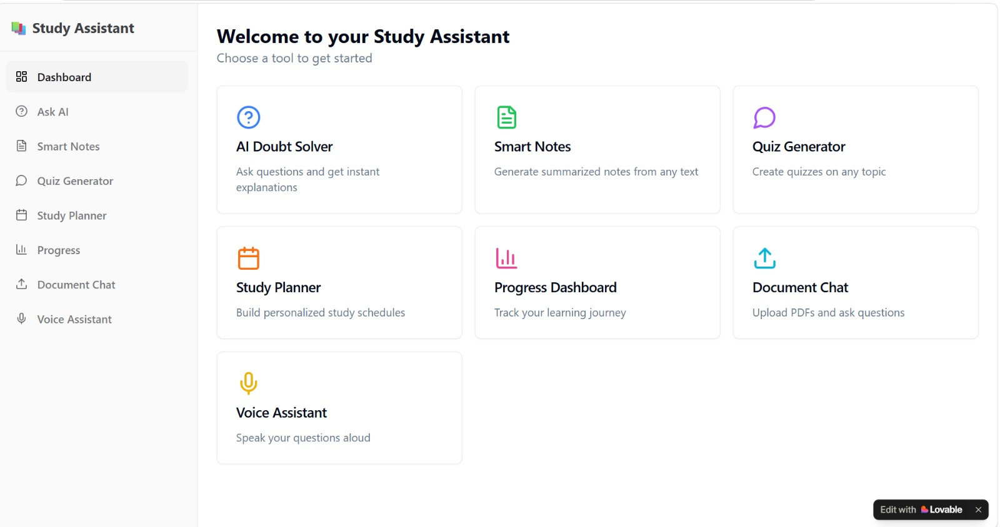 Study Assistant
Dashboard
Ask AI
Smart Notes
Quiz Generator
Study Planner
Progress
Document Chat
Voice Assistant
Welcome to your Study Assistant
Choose a tool to get started
AI Doubt Solver
Ask questions and get instant
explanations
Smart Notes
Generate summarized notes from any text
Quiz Generator
Create quizzes on any topic
Study Planner
Build personalized study schedules
Progress Dashboard
Track your learning journey
Document Chat
Upload PDFs and ask questions
Voice Assistant
Speak your questions aloud
Edit with Lovable